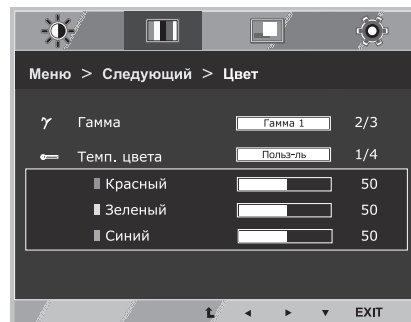 Меню > Следующий > Цвет
γ Гамма Гамма 1 2/3
Темп. цвета Польз-ль 1/4
Красный 50
Зеленый 50
Синий 50
EXIT